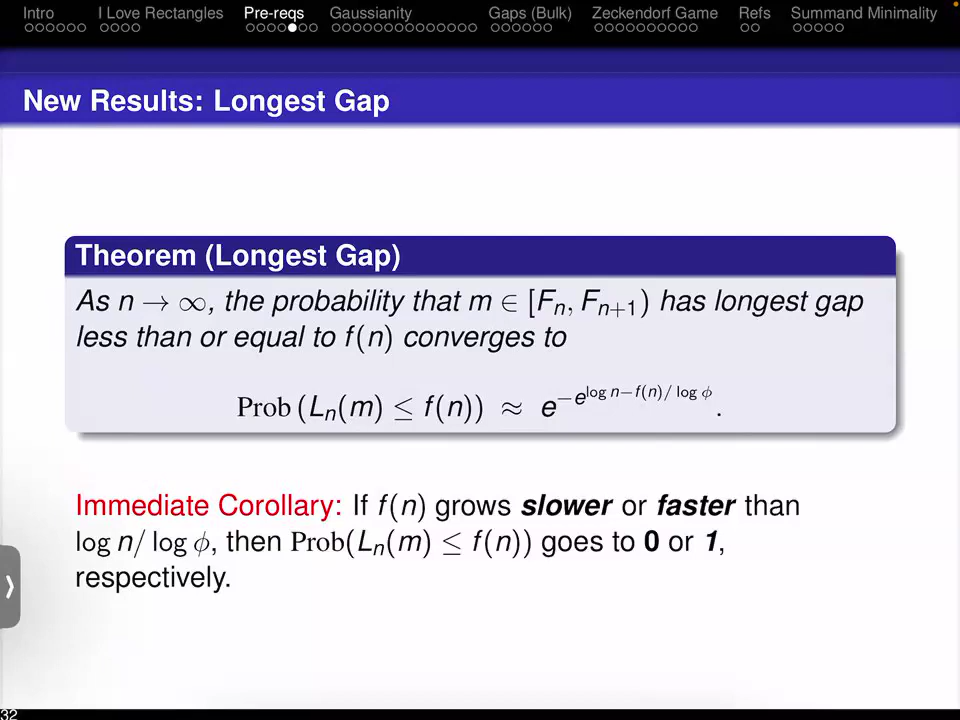 Intro I Love Rectangles Pre-reqs Gaussianity Gaps (Bulk) Zeckendorf Game Refs Summand Minimality
New Results: Longest Gap
Theorem (Longest Gap)
As n → ∞, the probability that m ∈ [F_n, F_{n+1}) has longest gap
less than or equal to f(n) converges to
Prob (L_n(m) ≤ f(n)) ≈ e^{−e^{log n−f(n)/ log φ}}.
Immediate Corollary: If f(n) grows slower or faster than
log n/ log φ, then Prob(L_n(m) ≤ f(n)) goes to 0 or 1,
respectively.
32